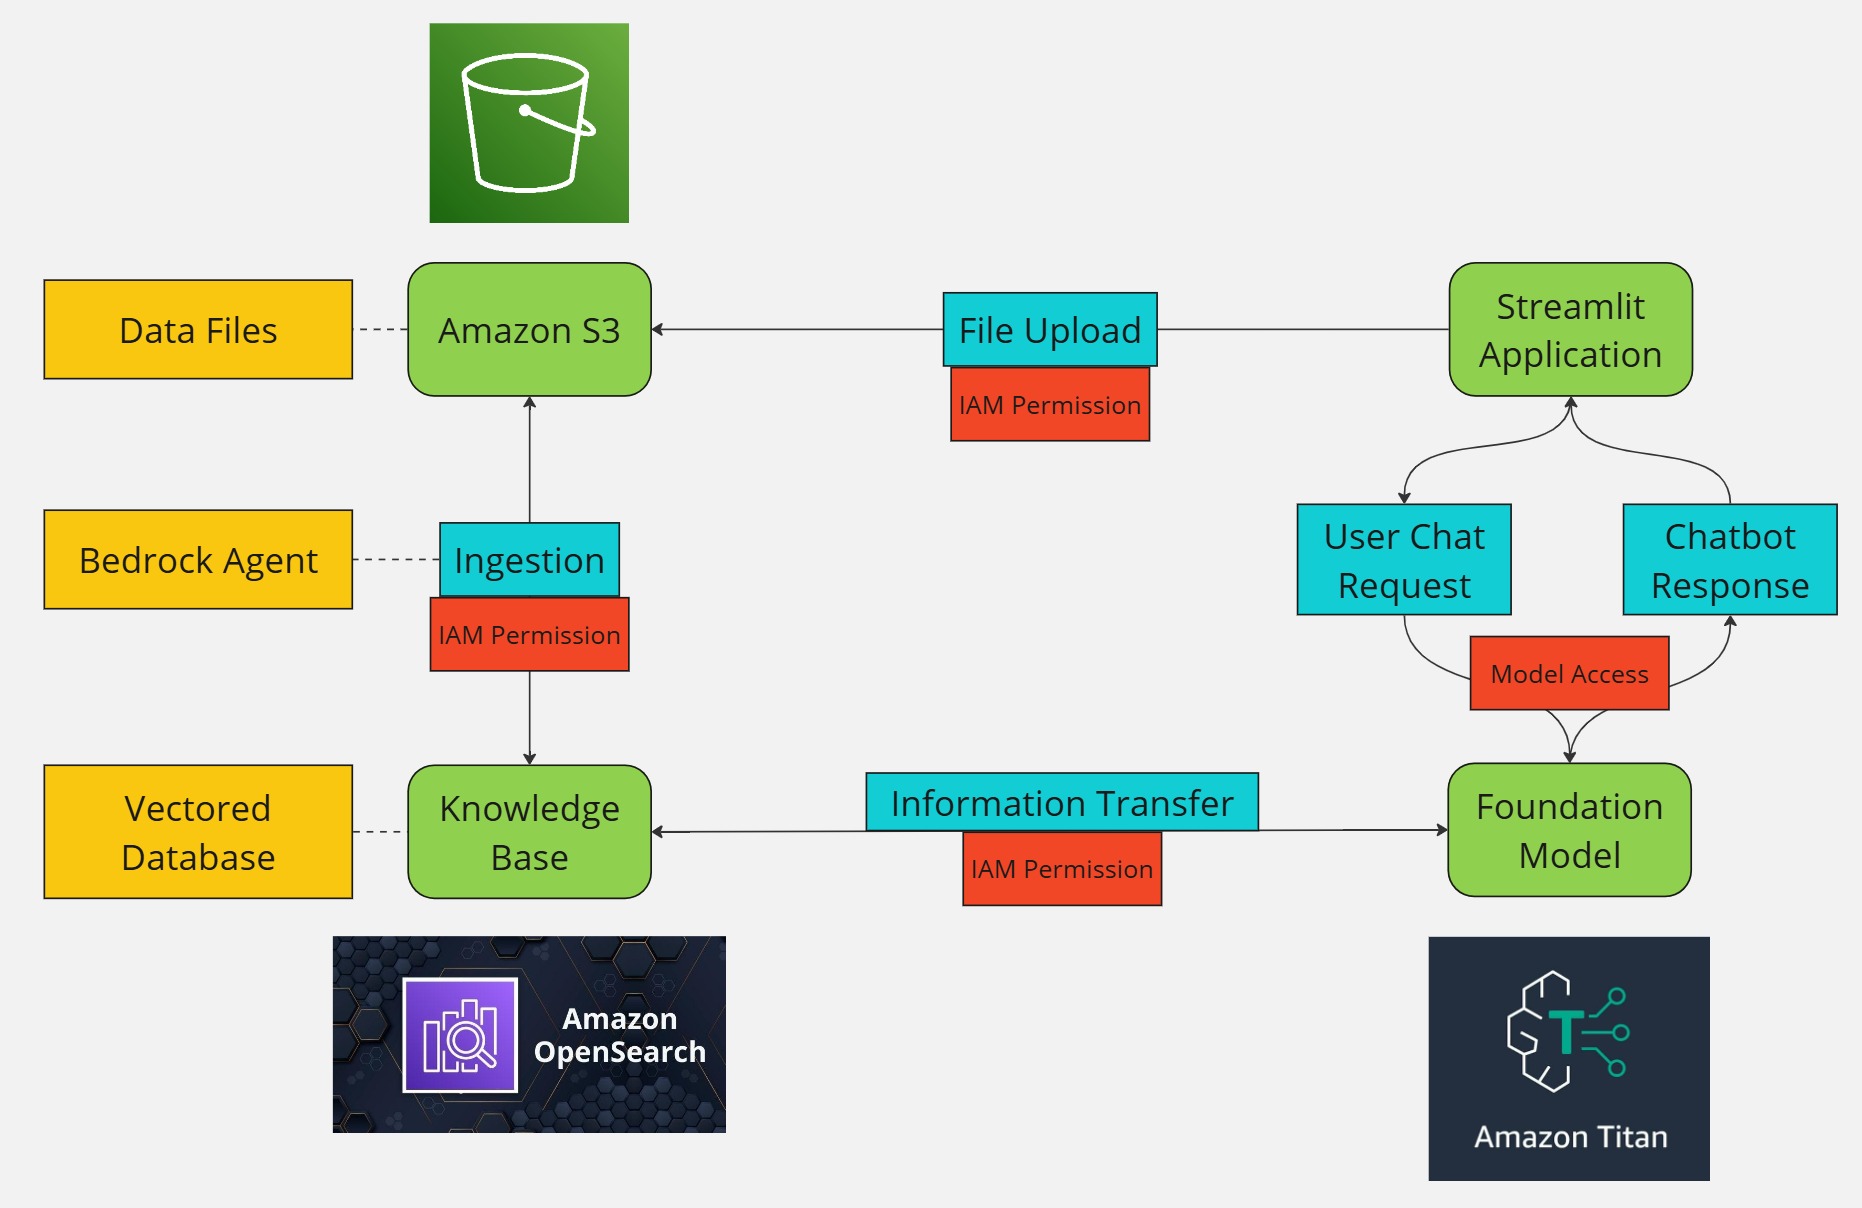 Data Files
Amazon S3
File Upload
IAM Permission
Streamlit
Application
Bedrock Agent
Ingestion
IAM Permission
User Chat
Request
Chatbot
Response
Model Access
Vectored
Database
Knowledge
Base
Information Transfer
IAM Permission
Foundation
Model
Amazon
OpenSearch
T
Amazon Titan